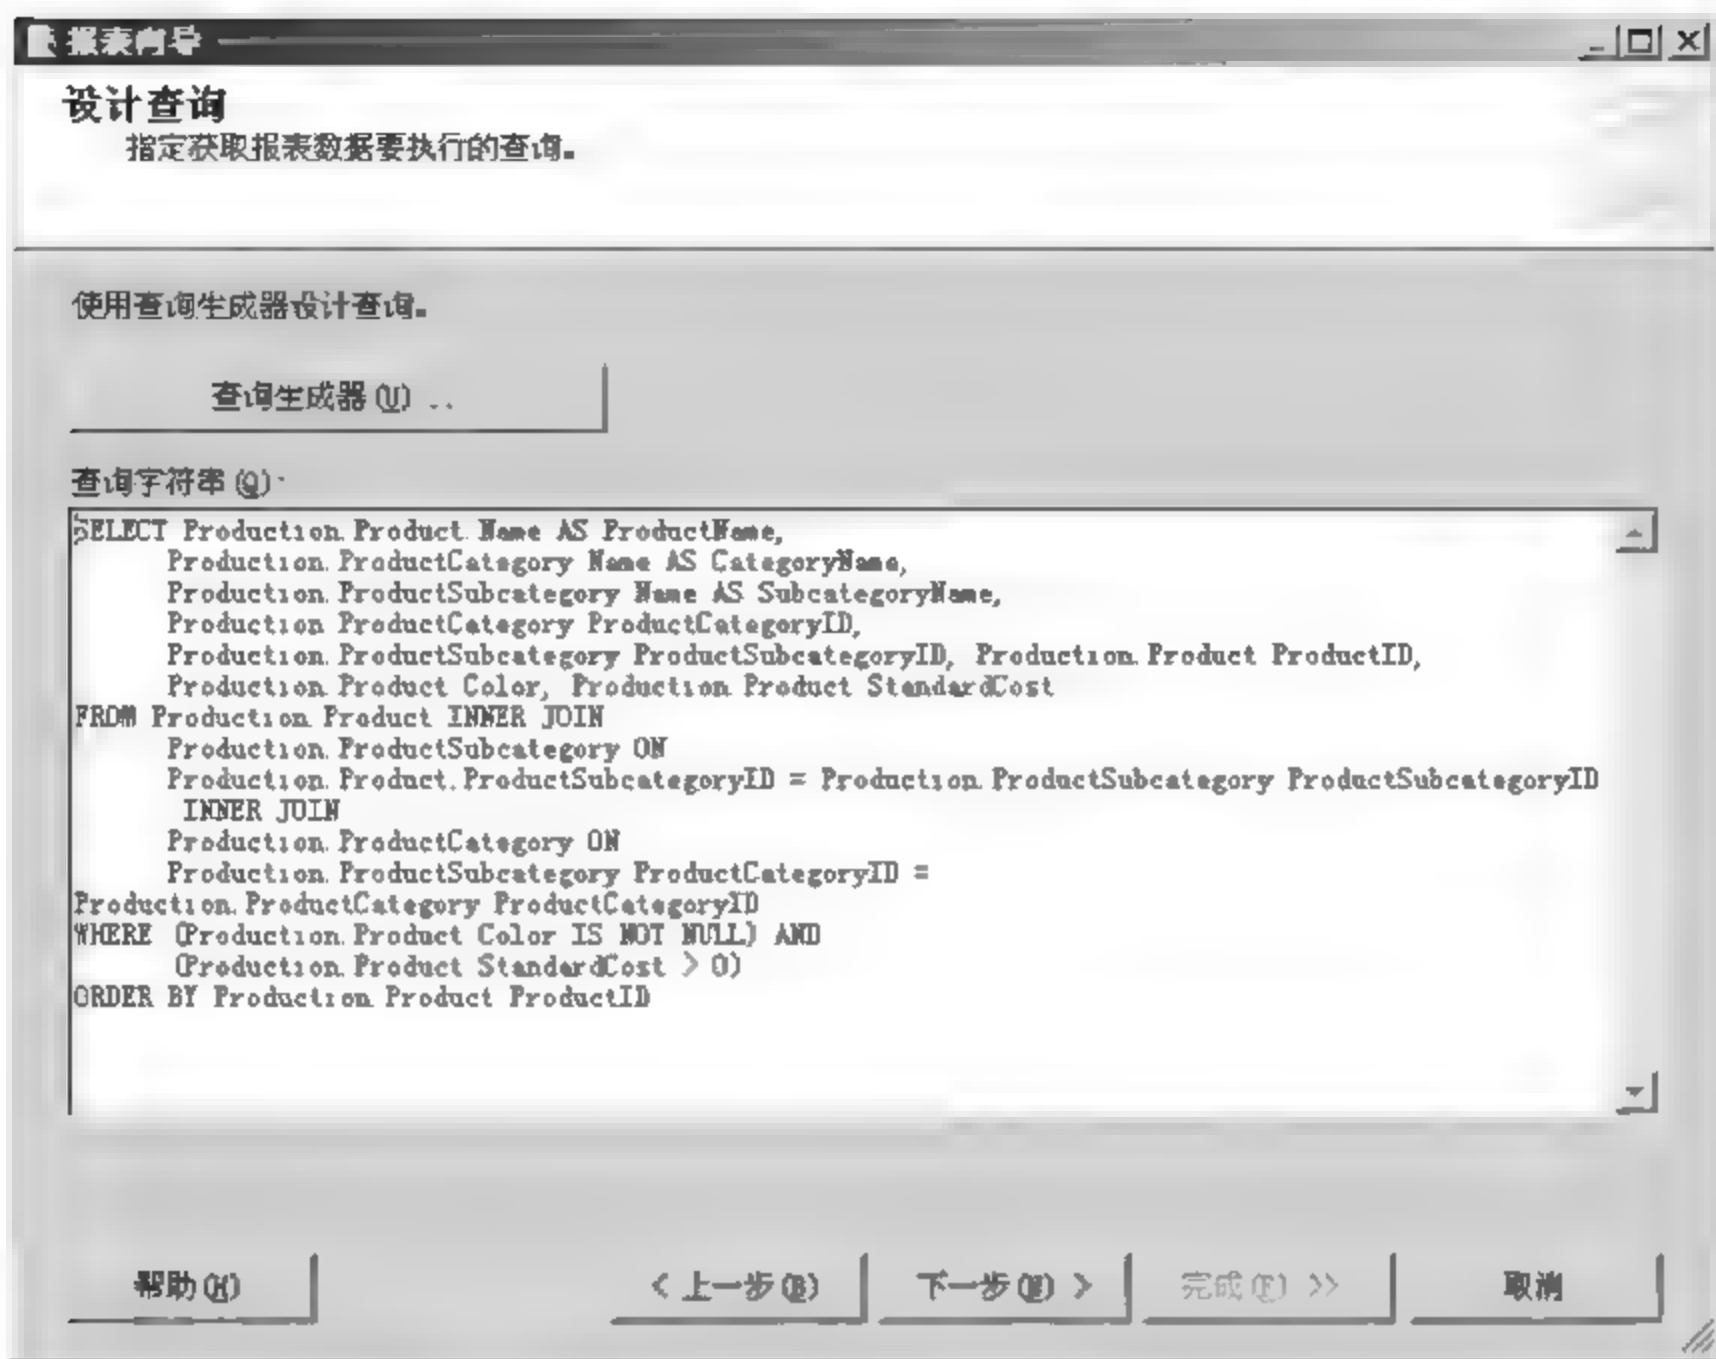 报表向导
设计查询
指定获取报表数据要执行的查询。
使用查询生成器设计查询。
查询生成器(U)...
查询字符串(Q):
SELECT Production.Product.Name AS ProductName,
Production.ProductCategory.Name AS CategoryName,
Production.ProductSubcategory.Name AS SubcategoryName,
Production.ProductCategory.ProductCategoryID,
Production.ProductSubcategory.ProductSubcategoryID, Production.Product.ProductID,
Production.Product.Color, Production.Product.StandardCost
FROM Production.Product INNER JOIN
Production.ProductSubcategory ON
Production.Product.ProductSubcategoryID = Production.ProductSubcategory.ProductSubcategoryID
INNER JOIN
Production.ProductCategory ON
Production.ProductSubcategory.ProductCategoryID =
Production.ProductCategory.ProductCategoryID
WHERE (Production.Product.Color IS NOT NULL) AND
(Production.Product.StandardCost > 0)
ORDER BY Production.Product.ProductID
帮助(H) < 上一步(B) 下一步(N) > 完成(F) >> 取消